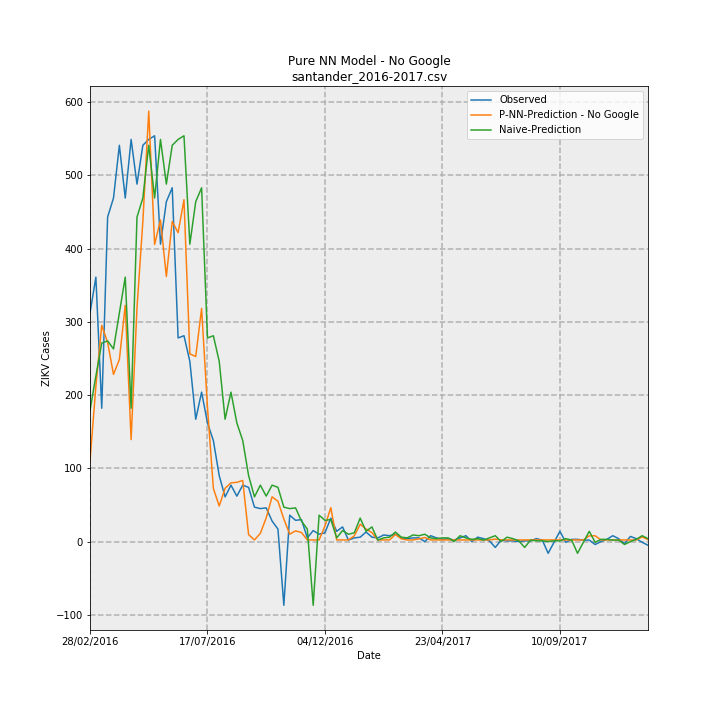 Pure NN Model - No Google
santander_2016-2017.csv
Observed
P-NN-Prediction - No Google
Naive-Prediction
600
500
400
300
200
100
0
−100
ZIKV Cases
28/02/2016
17/07/2016
04/12/2016
23/04/2017
10/09/2017
Date